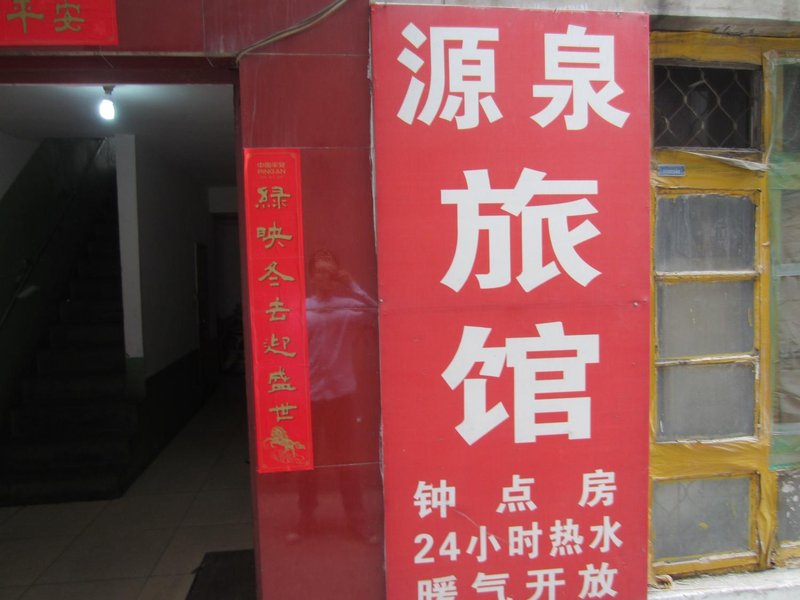 平安
中国平安
PING AN
绿映冬去迎盛世
源泉
旅
馆
钟点房
24小时热水
暖气开放